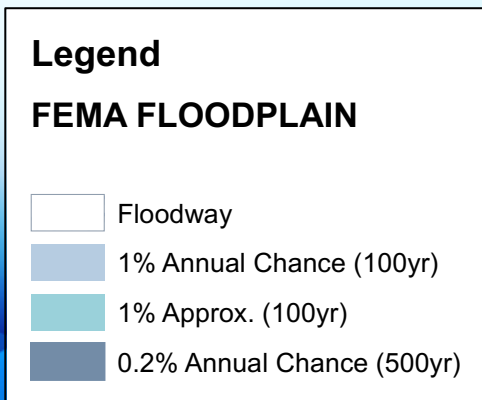 Legend
FEMA FLOODPLAIN
Floodway
1% Annual Chance (100yr)
1% Approx. (100yr)
0.2% Annual Chance (500yr)